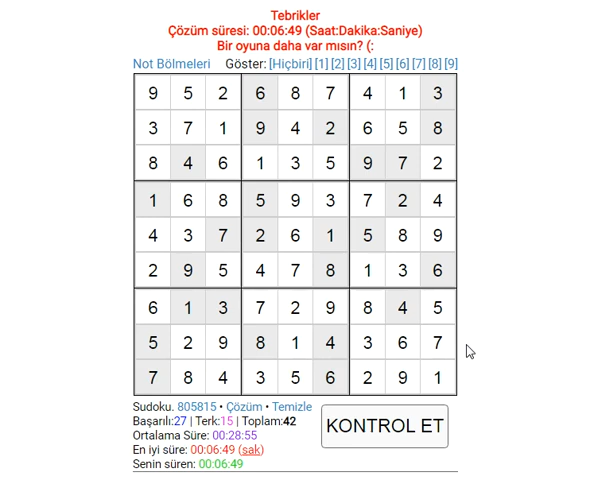 Tebrikler
Çözüm süresi: 00:06:49 (Saat:Dakika:Saniye)
Bir oyuna daha var mısın? (:
Not Bölmeleri Göster: [Hiçbiri] [1] [2] [3] [4] [5] [6] [7] [8] [9]
9 5 2 6 8 7 4 1 3
3 7 1 9 4 2 6 5 8
8 4 6 1 3 5 9 7 2
1 6 8 5 9 3 7 2 4
4 3 7 2 6 1 5 8 9
2 9 5 4 7 8 1 3 6
6 1 3 7 2 9 8 4 5
5 2 9 8 1 4 3 6 7
7 8 4 3 5 6 2 9 1
Sudoku. 805815 • Çözüm • Temizle
Başarılı:27 | Terk:15 | Toplam:42
Ortalama Süre: 00:28:55
En iyi süre: 00:06:49 (sak)
Senin süren: 00:06:49
KONTROL ET